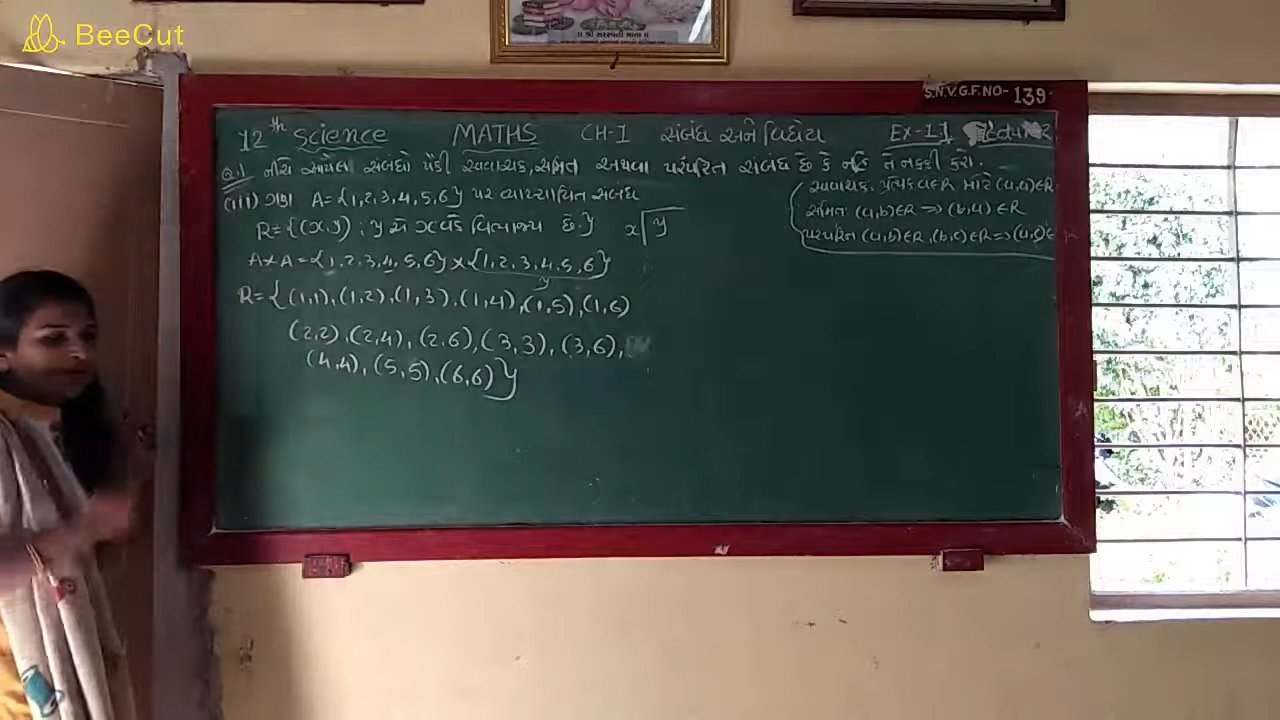 BeeCut
॥ શ્રી સરસ્વતી માતા ॥
S.N.V.G.F.NO- 139
12th Science MATHS CH-1 સંબંધ અને વિધેય Ex-1.1
Q.1 નીચે આપેલા સંબંધો પૈકી સ્વવાચક, સંમિત અથવા પરંપરિત સંબંધ છે કે નહિ તે નક્કી કરો.
(iii) ગણ A={1,2,3,4,5,6} પર વ્યાખ્યાયિત સંબંધ
R={(x,y) : y એ x વડે વિભાજ્ય છે.} x y
A×A={1,2,3,4,5,6}×{1,2,3,4,5,6}
y
R={(1,1),(1,2),(1,3),(1,4),(1,5),(1,6)
(2,2),(2,4),(2,6),(3,3),(3,6),
(4,4),(5,5),(6,6)}
સ્વવાચક: પ્રત્યેક a∈R માટે (a,a)∈R
સંમિત: (a,b)∈R ⇒ (b,a)∈R
પરંપરિત (a,b)∈R,(b,c)∈R⇒(a,c)∈